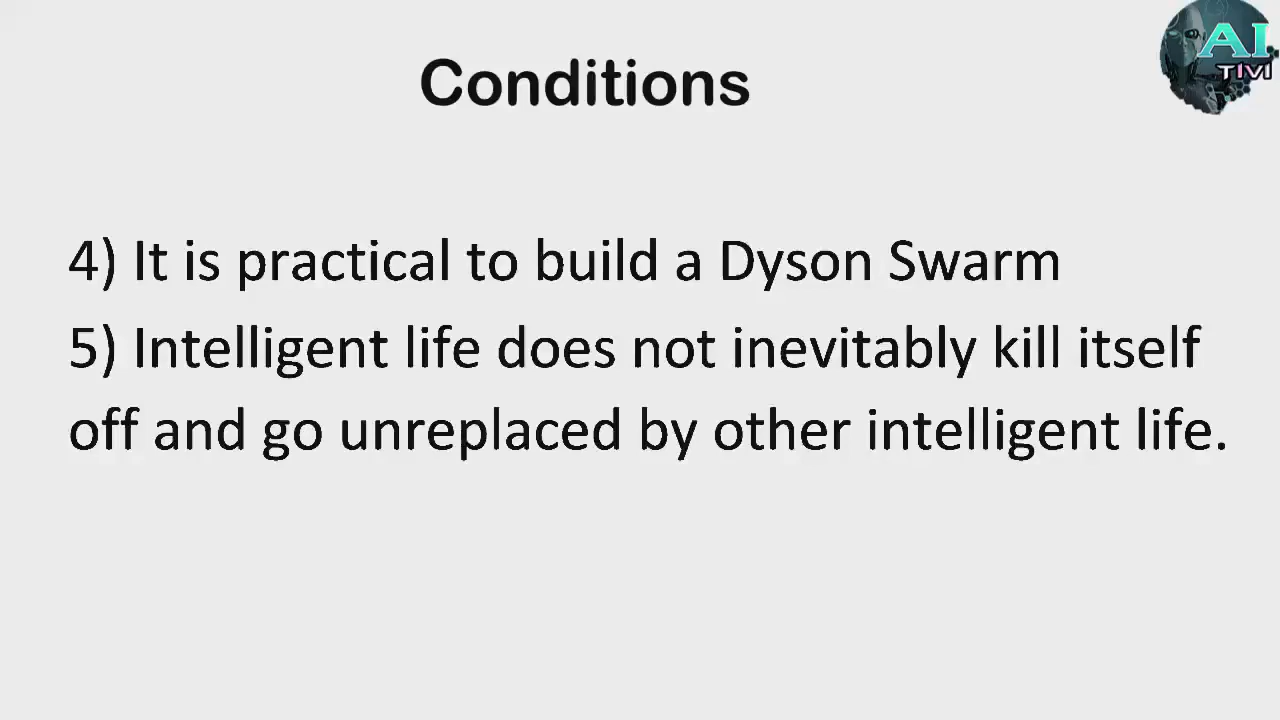 Conditions
AI
TIVI
4) It is practical to build a Dyson Swarm
5) Intelligent life does not inevitably kill itself
off and go unreplaced by other intelligent life.